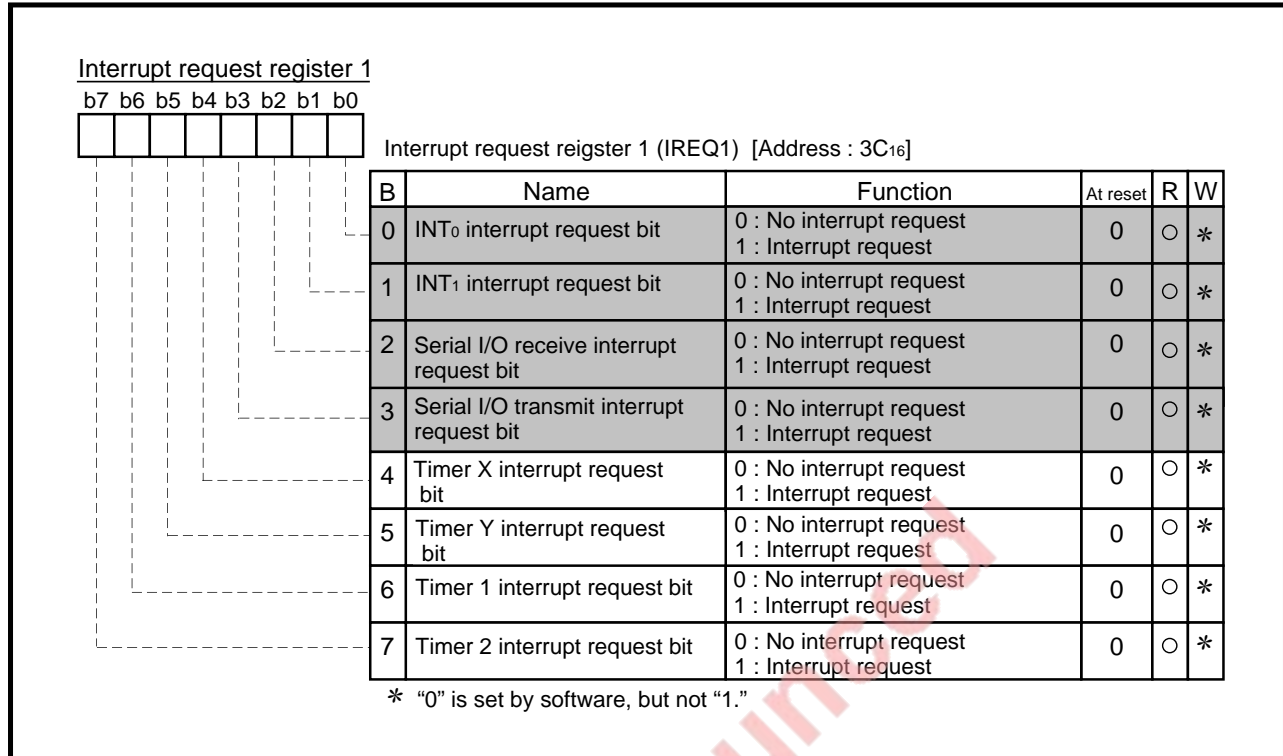 Interrupt request register 1
b7 b6 b5 b4 b3 b2 b1 b0
Interrupt request reigster 1 (IREQ1) [Address : 3C16]
B Name Function At reset R W
0 INT0 interrupt request bit 0 : No interrupt request 0 ○ *
1 : Interrupt request
1 INT1 interrupt request bit 0 : No interrupt request 0 ○ *
1 : Interrupt request
2 Serial I/O receive interrupt 0 : No interrupt request 0 ○ *
request bit 1 : Interrupt request
3 Serial I/O transmit interrupt 0 : No interrupt request 0 ○ *
request bit 1 : Interrupt request
4 Timer X interrupt request 0 : No interrupt request 0 ○ *
bit 1 : Interrupt request
5 Timer Y interrupt request 0 : No interrupt request 0 ○ *
bit 1 : Interrupt request
6 Timer 1 interrupt request bit 0 : No interrupt request 0 ○ *
1 : Interrupt request
7 Timer 2 interrupt request bit 0 : No interrupt request 0 ○ *
1 : Interrupt request
* “0” is set by software, but not “1.”
unced